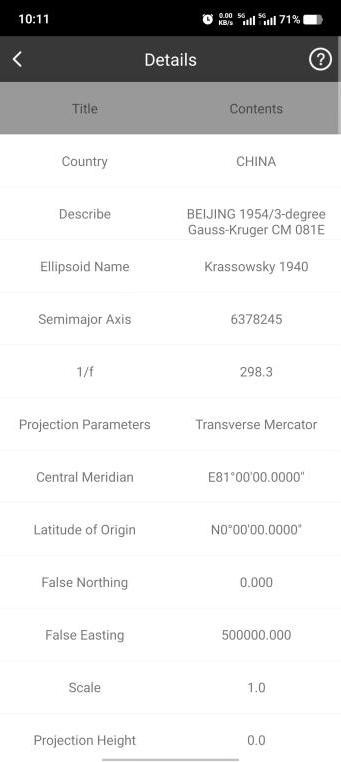 10:11 0.00 KB/s 5G 5G 71%
Details ?
Title Contents
Country CHINA
Describe BEIJING 1954/3-degree
Gauss-Kruger CM 081E
Ellipsoid Name Krassowsky 1940
Semimajor Axis 6378245
1/f 298.3
Projection Parameters Transverse Mercator
Central Meridian E81°00'00.0000"
Latitude of Origin N0°00'00.0000"
False Northing 0.000
False Easting 500000.000
Scale 1.0
Projection Height 0.0